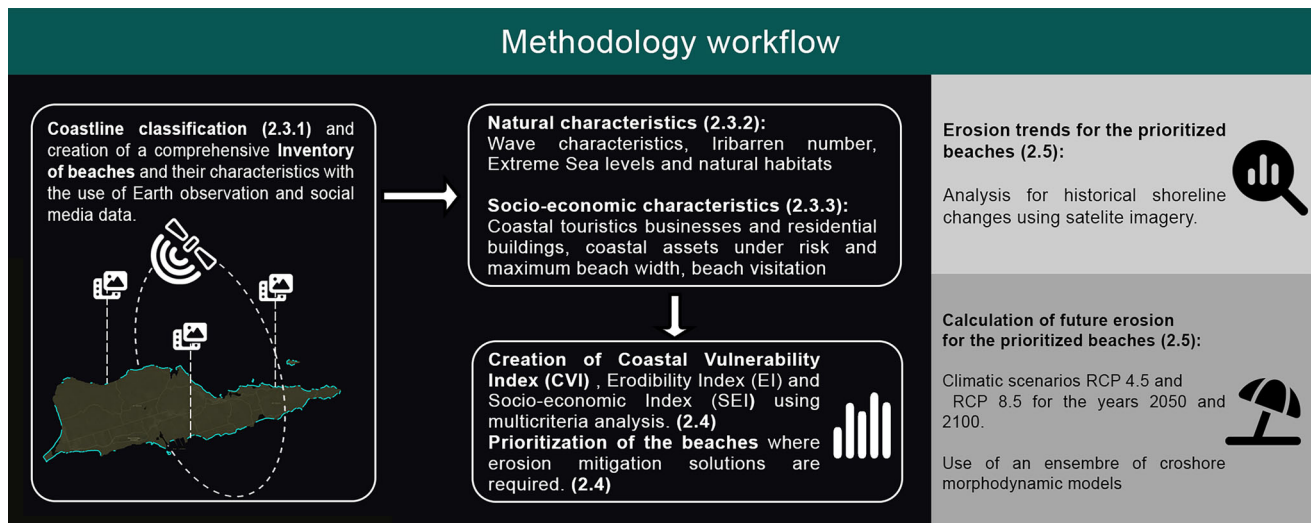 Methodology workflow
Coastline classification (2.3.1) and
creation of a comprehensive Inventory
of beaches and their characteristics with
the use of Earth observation and social
media data.
Natural characteristics (2.3.2):
Wave characteristics, Iribarren number,
Extreme Sea levels and natural habitats
Socio-economic characteristics (2.3.3):
Coastal touristics businesses and residential
buildings, coastal assets under risk and
maximum beach width, beach visitation
Creation of Coastal Vulnerability
Index (CVI) , Erodibility Index (EI) and
Socio-economic Index (SEI) using
multicriteria analysis. (2.4)
Prioritization of the beaches where
erosion mitigation solutions are
required. (2.4)
Erosion trends for the prioritized
beaches (2.5):
Analysis for historical shoreline
changes using satelite imagery.
Calculation of future erosion
for the prioritized beaches (2.5):
Climatic scenarios RCP 4.5 and
RCP 8.5 for the years 2050 and
2100.
Use of an ensembre of croshore
morphodynamic models